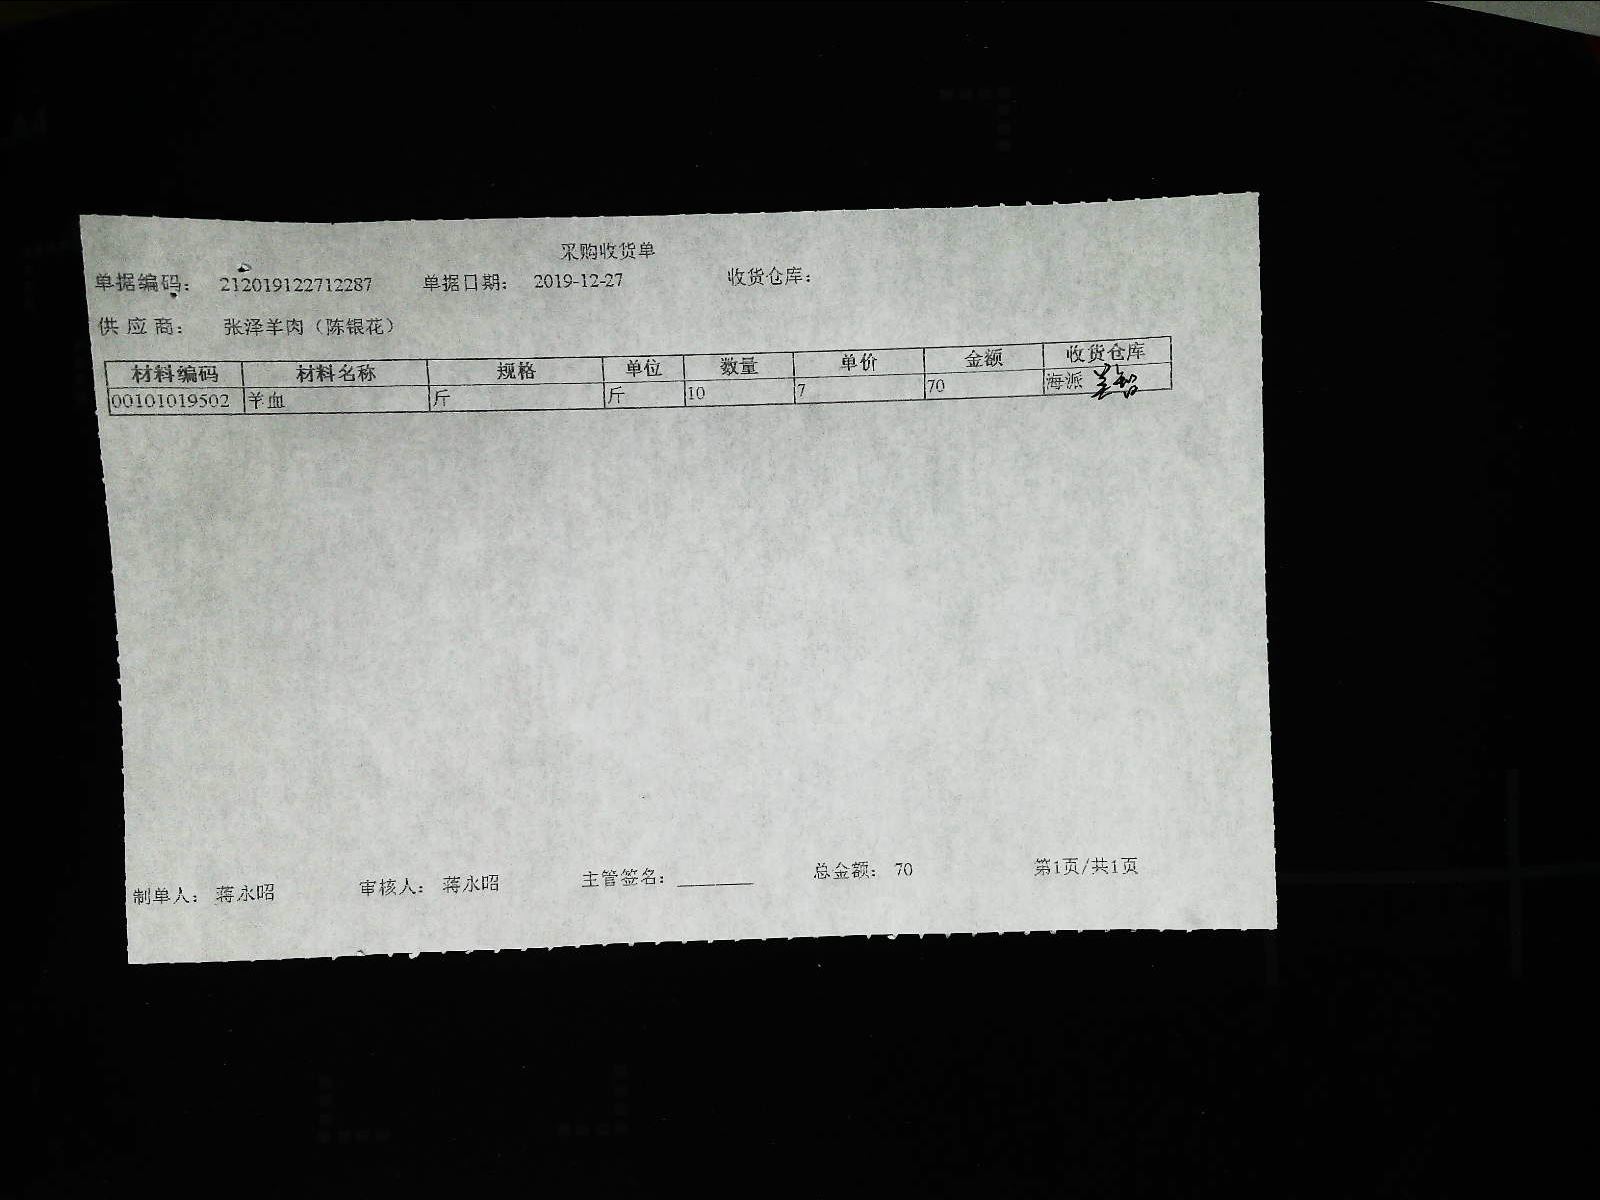 采购收货单
单据编码: 212019122712287 单据日期: 2019-12-27 收货仓库:
供应商: 张泽羊肉（陈银花）
材料编码 材料名称 规格 单位 数量 单价 金额 收货仓库
00101019502 羊血 斤 斤 10 7 70 海派
制单人: 蒋永昭 审核人: 蒋永昭 主管签名:________ 总金额: 70 第1页/共1页